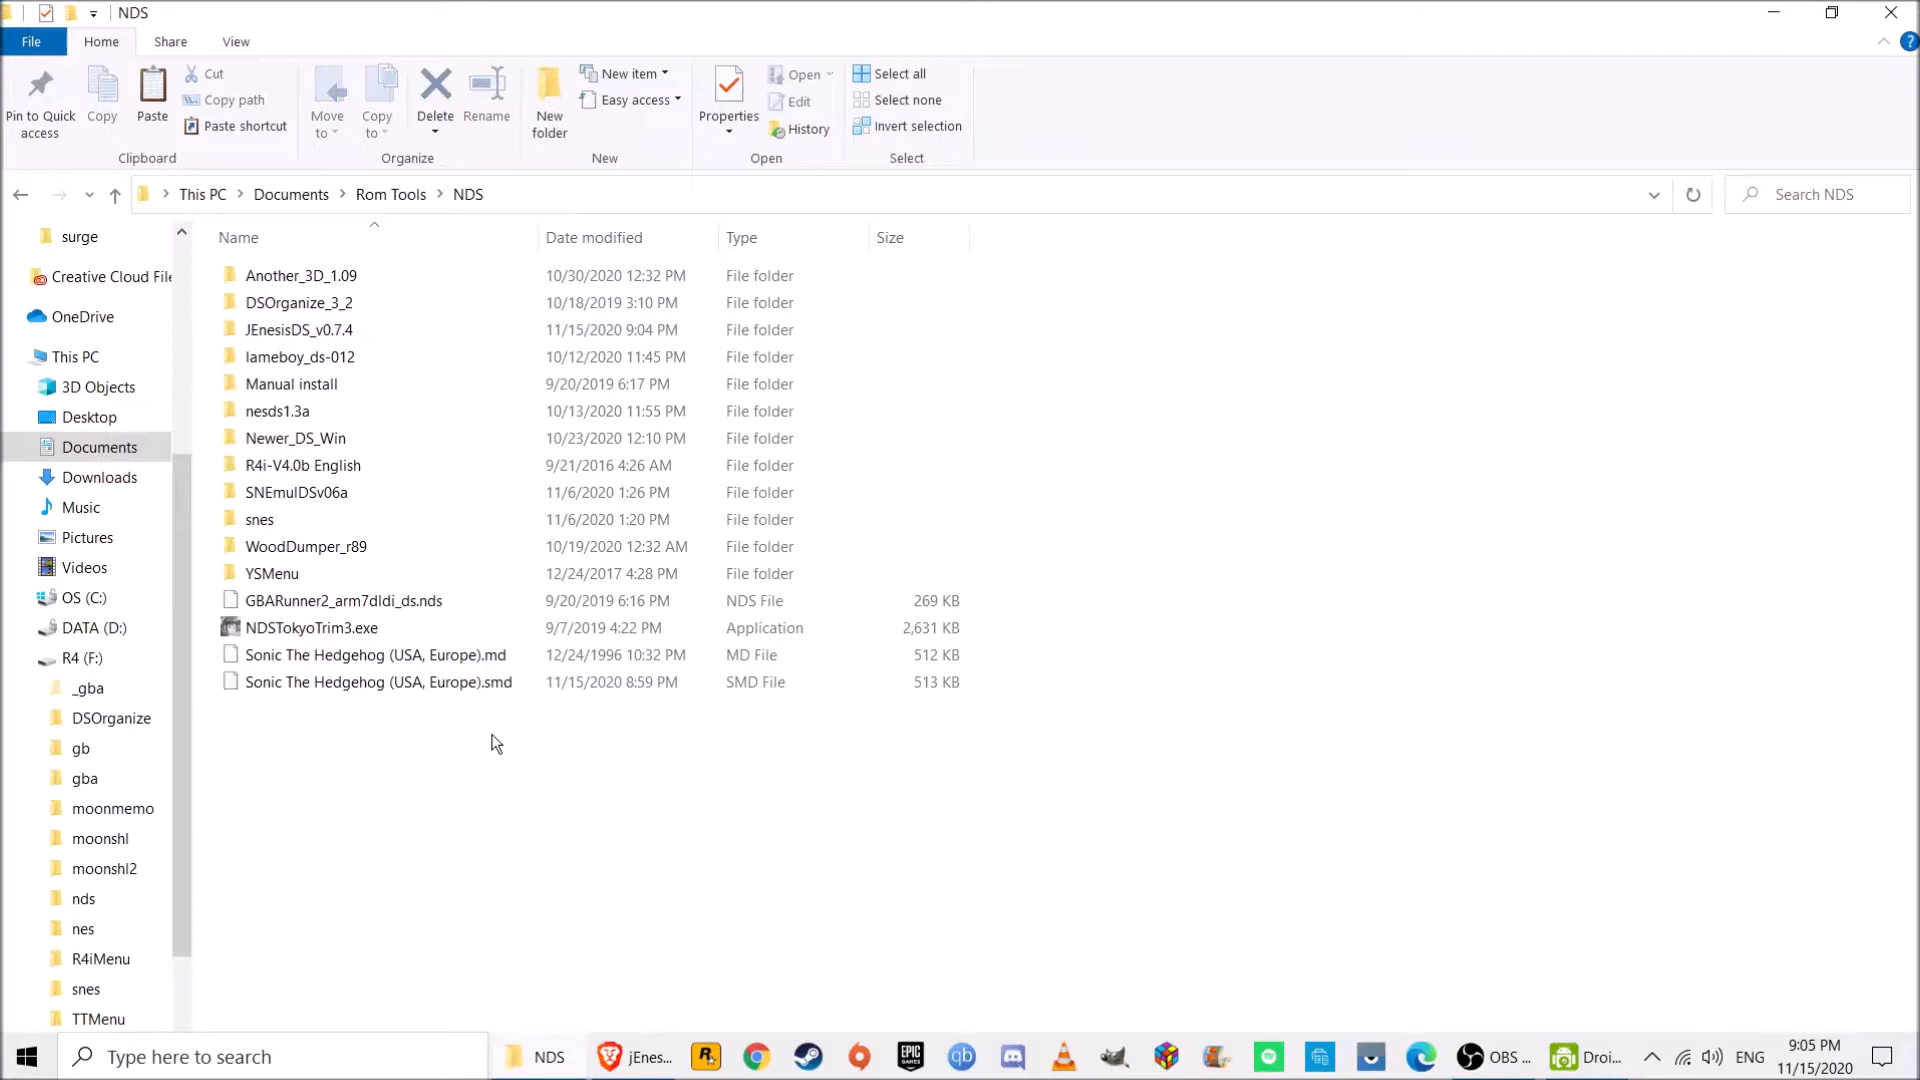 NDS
File
Home
Share
View
Pin to Quick access
Copy
Paste
Cut
Copy path
Paste shortcut
Clipboard
Move to
Copy to
Delete
Rename
Organize
New folder
New item
Easy access
New
Properties
Open
Edit
History
Open
Select all
Select none
Invert selection
Select
This PC
Documents
Rom Tools
NDS
Search NDS
surge
Creative Cloud File
OneDrive
This PC
3D Objects
Desktop
Documents
Downloads
Music
Pictures
Videos
OS (C:)
DATA (D:)
R4 (F:)
_gba
DSOrganize
gb
gba
moonmemo
moonshl
moonshl2
nds
nes
R4iMenu
snes
TTMenu
Name Date modified Type Size
Another_3D_1.09 10/30/2020 12:32 PM File folder
DSOrganize_3_2 10/18/2019 3:10 PM File folder
JEnesisDS_v0.7.4 11/15/2020 9:04 PM File folder
lameboy_ds-012 10/12/2020 11:45 PM File folder
Manual install 9/20/2019 6:17 PM File folder
nesds1.3a 10/13/2020 11:55 PM File folder
Newer_DS_Win 10/23/2020 12:10 PM File folder
R4i-V4.0b English 9/21/2016 4:26 AM File folder
SNEmulDSv06a 11/6/2020 1:26 PM File folder
snes 11/6/2020 1:20 PM File folder
WoodDumper_r89 10/19/2020 12:32 AM File folder
YSMenu 12/24/2017 4:28 PM File folder
GBARunner2_arm7dldi_ds.nds 9/20/2019 6:16 PM NDS File 269 KB
NDSTokyoTrim3.exe 9/7/2019 4:22 PM Application 2,631 KB
Sonic The Hedgehog (USA, Europe).md 12/24/1996 10:32 PM MD File 512 KB
Sonic The Hedgehog (USA, Europe).smd 11/15/2020 8:59 PM SMD File 513 KB
Type here to search
NDS
jEnes...
EPIC GAMES
qb
OBS ...
Droi...
ENG
9:05 PM
11/15/2020